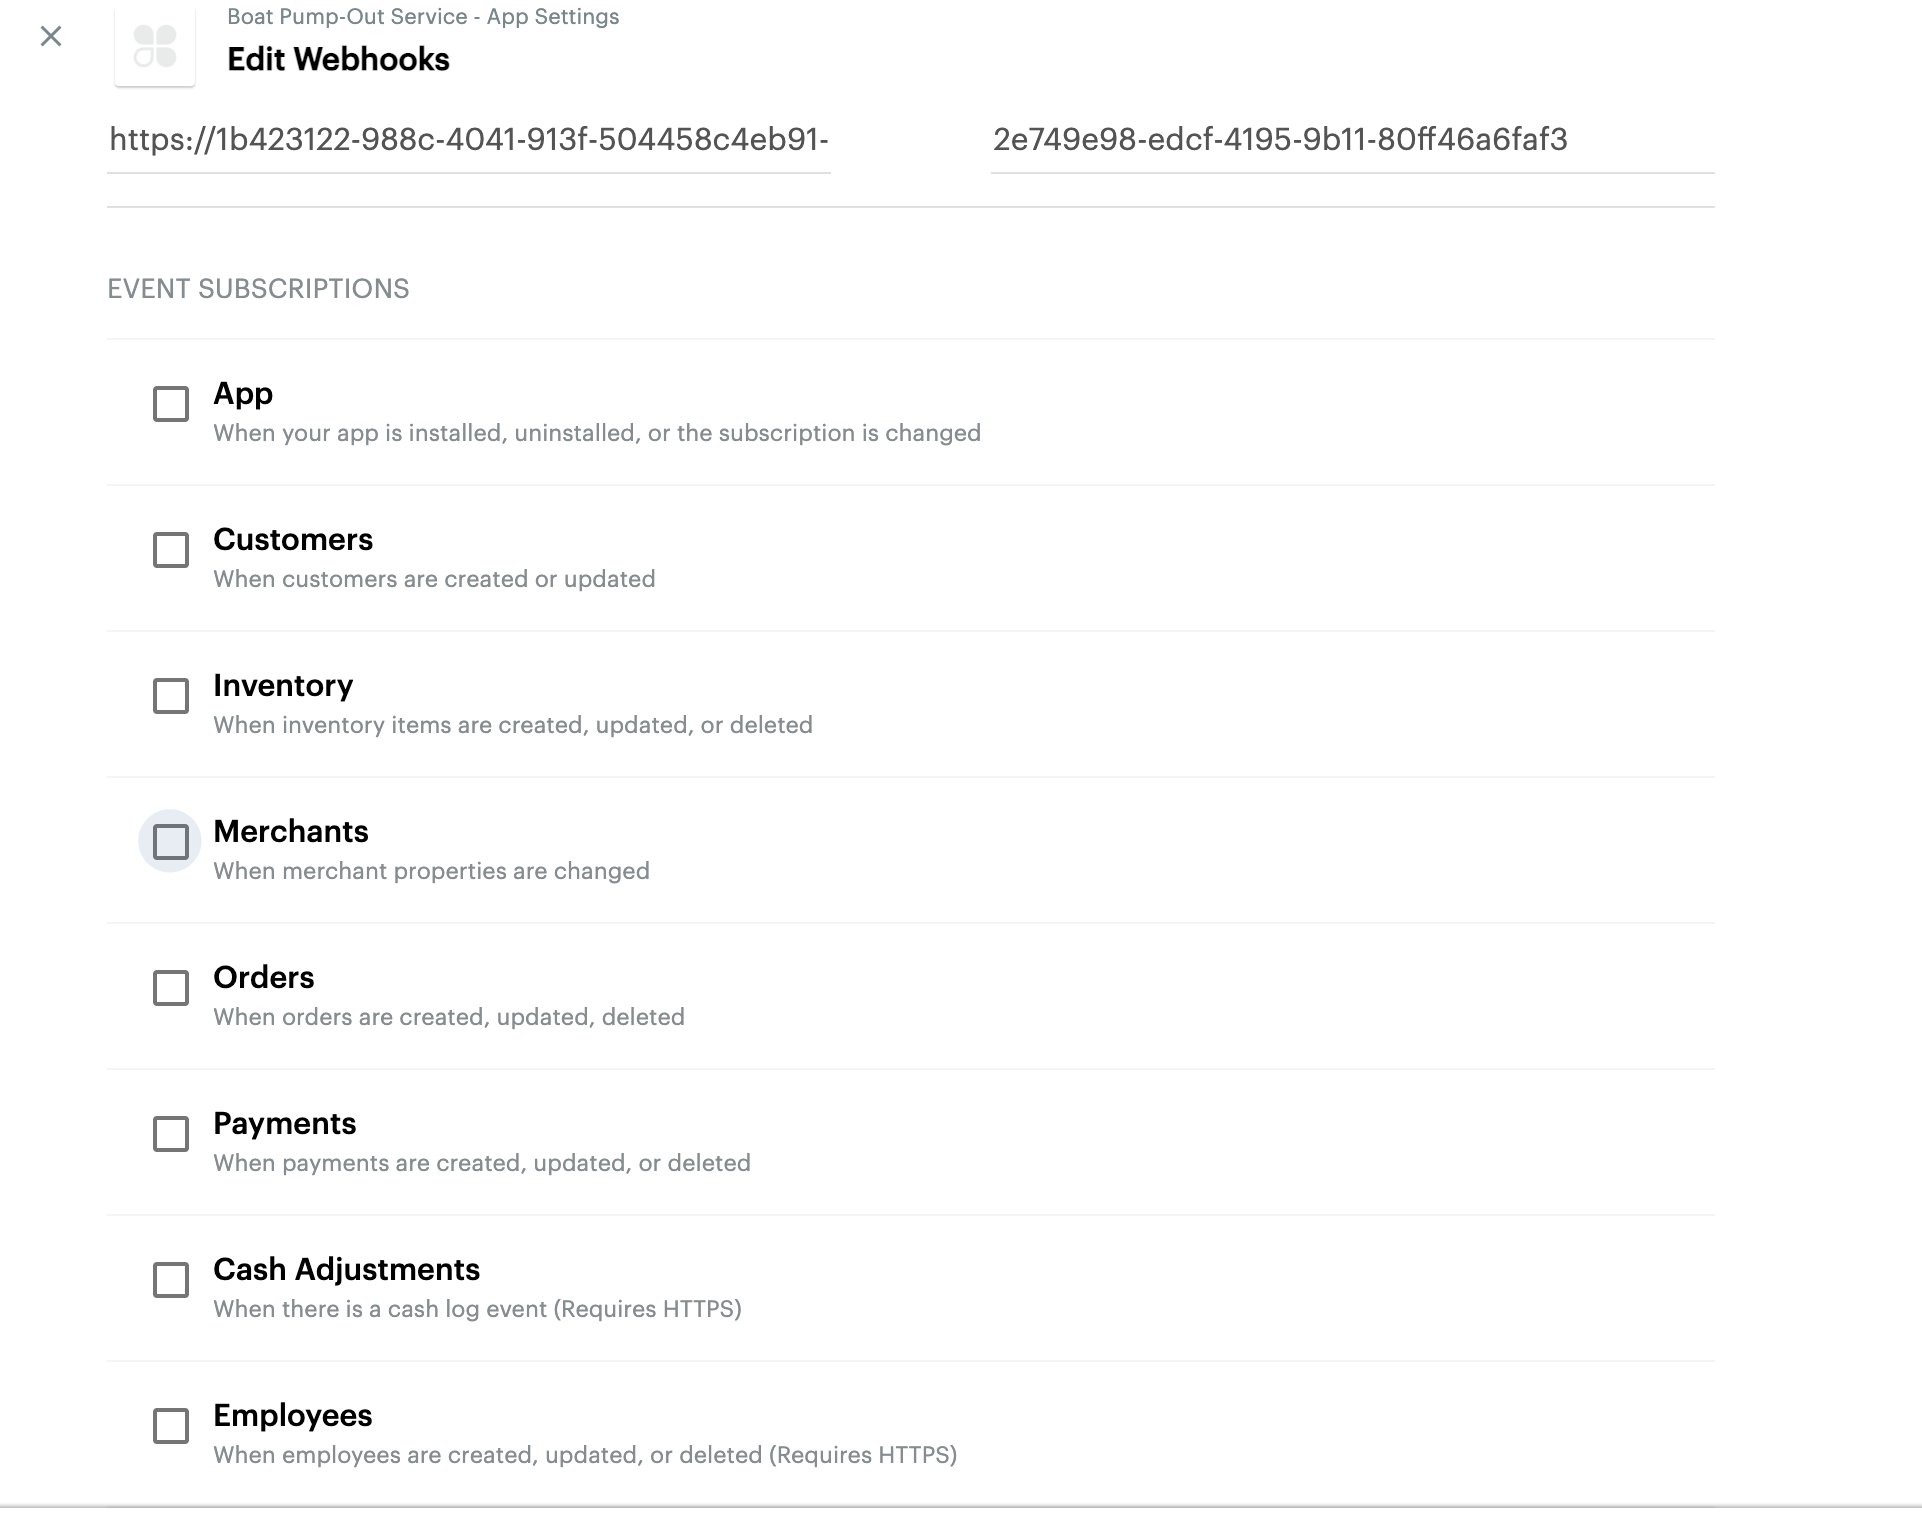 Boat Pump-Out Service - App Settings
Edit Webhooks
https://1b423122-988c-4041-913f-504458c4eb91-
2e749e98-edcf-4195-9b11-80ff46a6faf3
EVENT SUBSCRIPTIONS
App
When your app is installed, uninstalled, or the subscription is changed
Customers
When customers are created or updated
Inventory
When inventory items are created, updated, or deleted
Merchants
When merchant properties are changed
Orders
When orders are created, updated, deleted
Payments
When payments are created, updated, or deleted
Cash Adjustments
When there is a cash log event (Requires HTTPS)
Employees
When employees are created, updated, or deleted (Requires HTTPS)